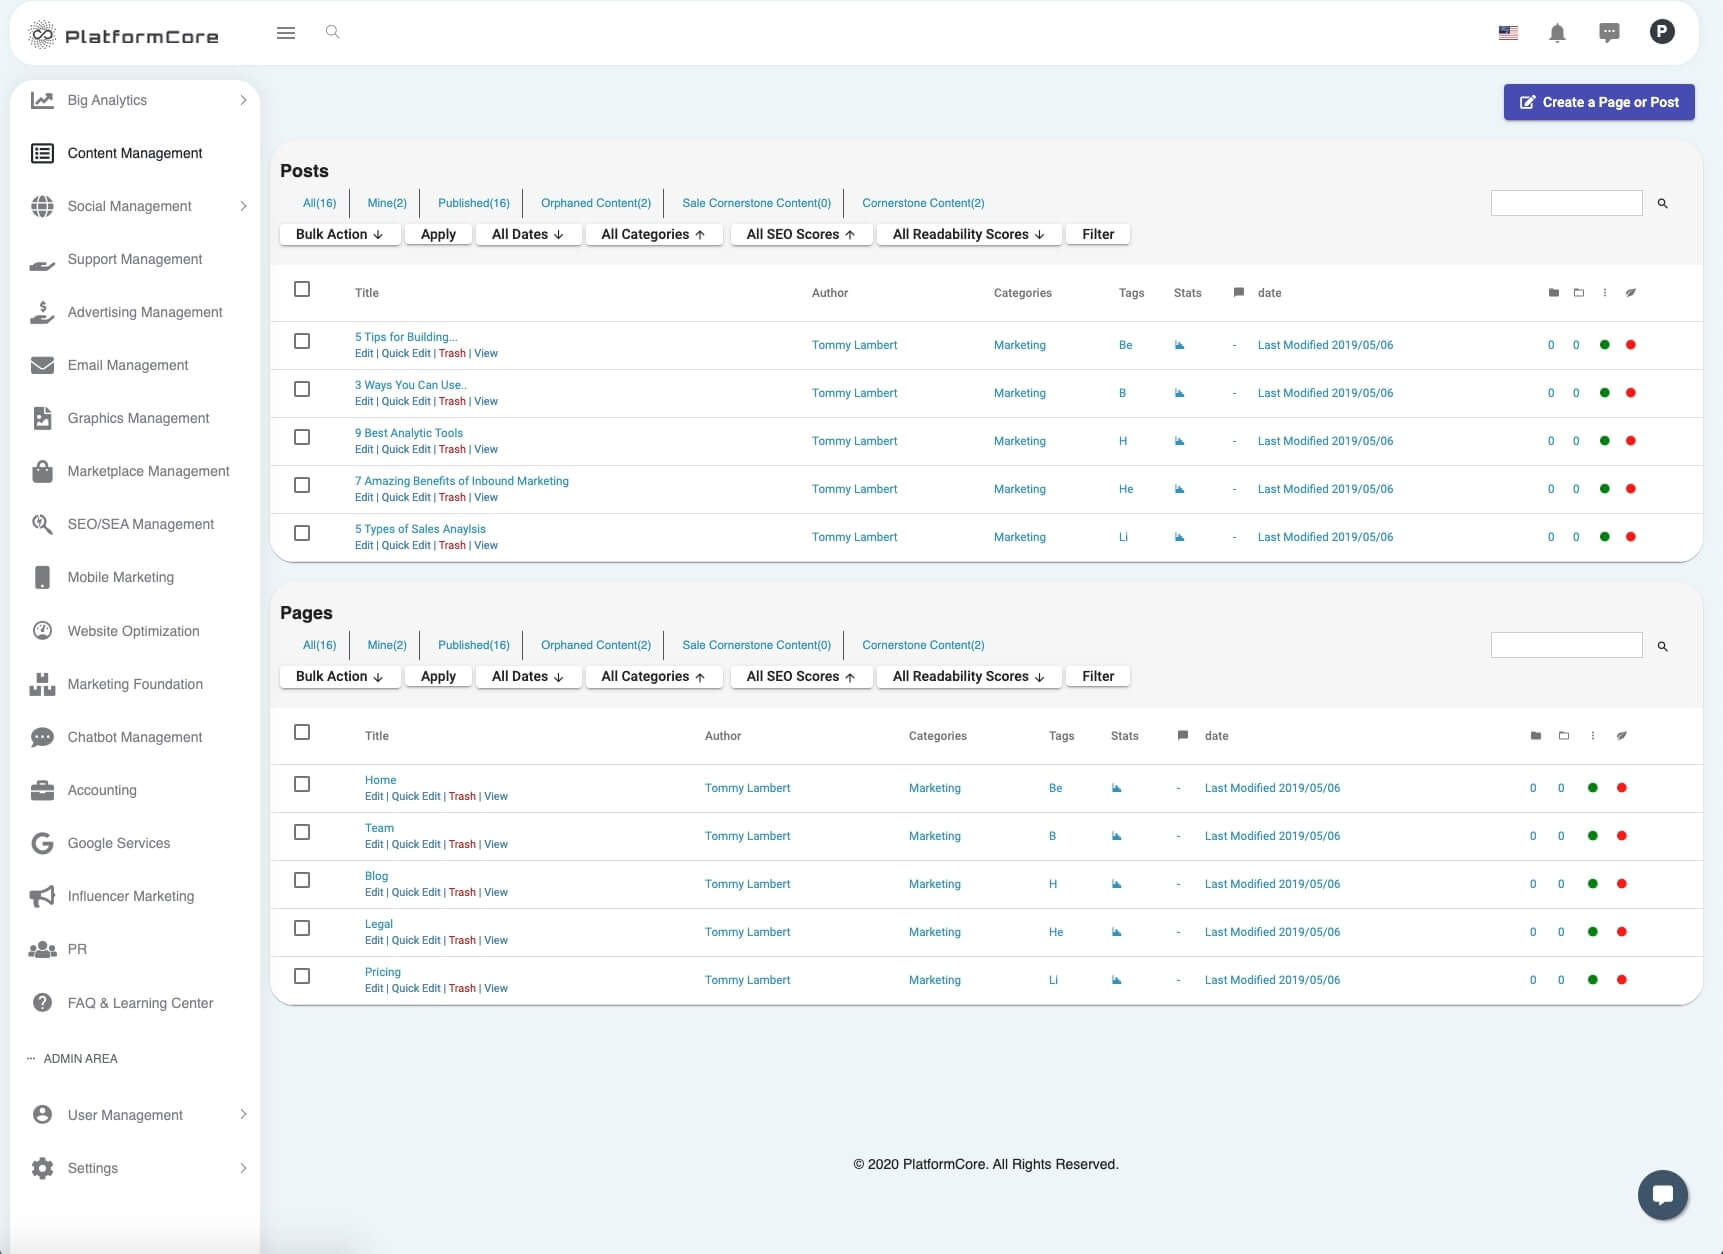 PlatformCore
P
Big Analytics
Content Management
Social Management
Support Management
Advertising Management
Email Management
Graphics Management
Marketplace Management
SEO/SEA Management
Mobile Marketing
Website Optimization
Marketing Foundation
Chatbot Management
Accounting
Google Services
Influencer Marketing
PR
FAQ & Learning Center
ADMIN AREA
User Management
Settings
Create a Page or Post
Posts
All(16) Mine(2) Published(16) Orphaned Content(2) Sale Cornerstone Content(0) Cornerstone Content(2)
Bulk Action ↓ Apply All Dates ↓ All Categories ↑ All SEO Scores ↑ All Readability Scores ↓ Filter
Title Author Categories Tags Stats date
5 Tips for Building...
Edit | Quick Edit | Trash | View
Tommy Lambert Marketing Be - Last Modified 2019/05/06 0 0
3 Ways You Can Use..
Edit | Quick Edit | Trash | View
Tommy Lambert Marketing B - Last Modified 2019/05/06 0 0
9 Best Analytic Tools
Edit | Quick Edit | Trash | View
Tommy Lambert Marketing H - Last Modified 2019/05/06 0 0
7 Amazing Benefits of Inbound Marketing
Edit | Quick Edit | Trash | View
Tommy Lambert Marketing He - Last Modified 2019/05/06 0 0
5 Types of Sales Anaylsis
Edit | Quick Edit | Trash | View
Tommy Lambert Marketing Li - Last Modified 2019/05/06 0 0
Pages
All(16) Mine(2) Published(16) Orphaned Content(2) Sale Cornerstone Content(0) Cornerstone Content(2)
Bulk Action ↓ Apply All Dates ↓ All Categories ↑ All SEO Scores ↑ All Readability Scores ↓ Filter
Title Author Categories Tags Stats date
Home
Edit | Quick Edit | Trash | View
Tommy Lambert Marketing Be - Last Modified 2019/05/06 0 0
Team
Edit | Quick Edit | Trash | View
Tommy Lambert Marketing B - Last Modified 2019/05/06 0 0
Blog
Edit | Quick Edit | Trash | View
Tommy Lambert Marketing H - Last Modified 2019/05/06 0 0
Legal
Edit | Quick Edit | Trash | View
Tommy Lambert Marketing He - Last Modified 2019/05/06 0 0
Pricing
Edit | Quick Edit | Trash | View
Tommy Lambert Marketing Li - Last Modified 2019/05/06 0 0
© 2020 PlatformCore. All Rights Reserved.